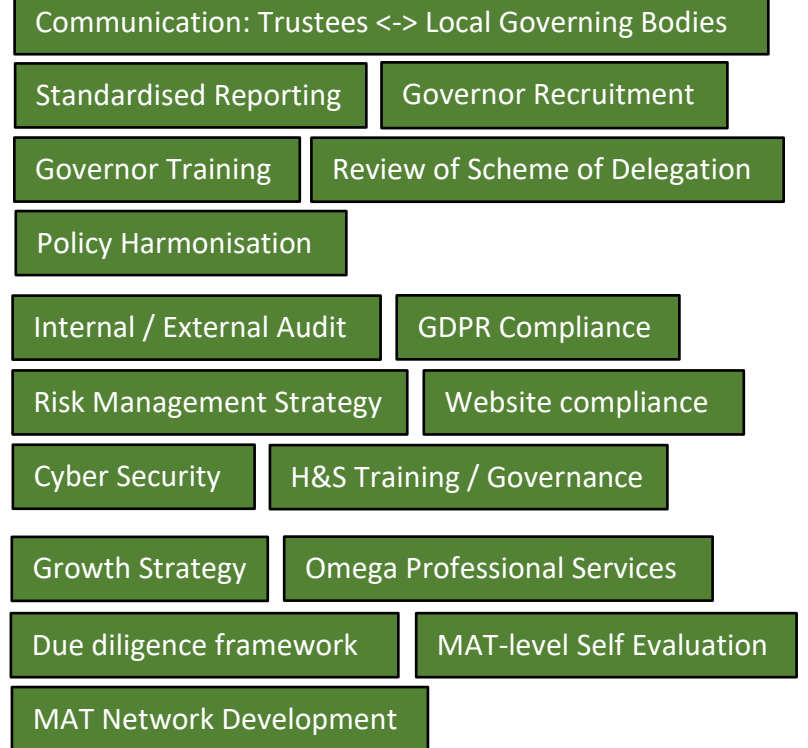 Communication: Trustees <-> Local Governing Bodies
Standardised Reporting
Governor Recruitment
Governor Training
Review of Scheme of Delegation
Policy Harmonisation
Internal / External Audit
GDPR Compliance
Risk Management Strategy
Website compliance
Cyber Security
H&S Training / Governance
Growth Strategy
Omega Professional Services
Due diligence framework
MAT-level Self Evaluation
MAT Network Development